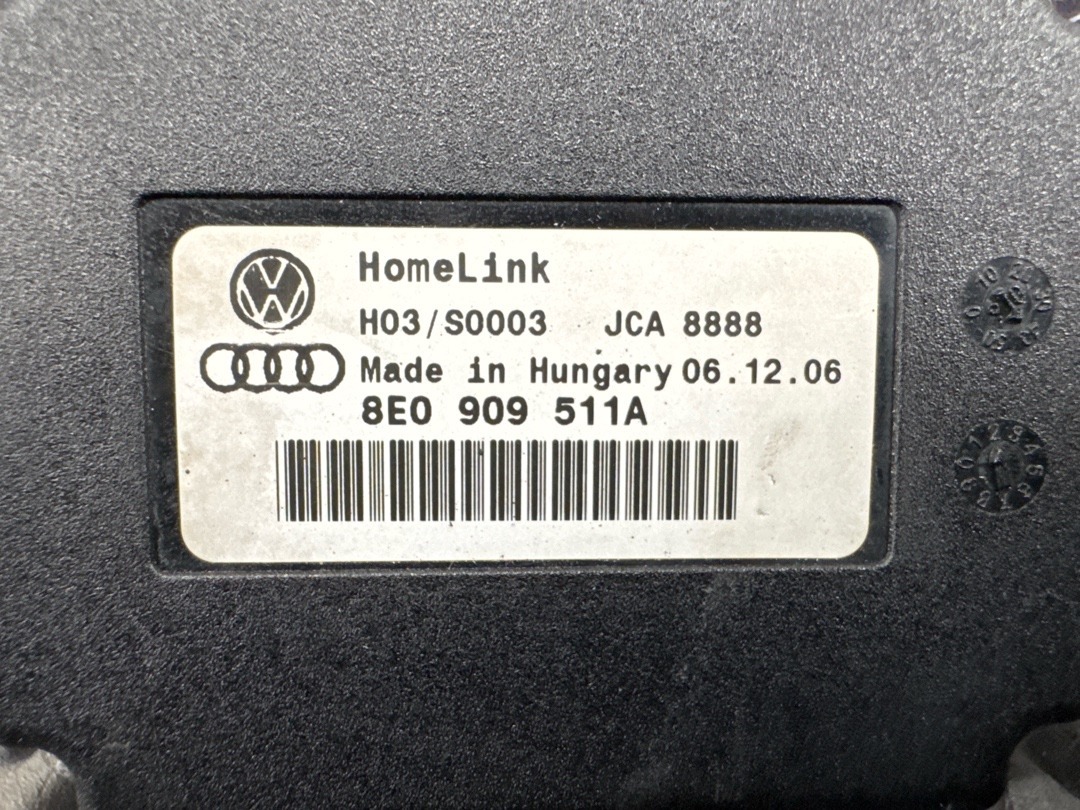 HomeLink
H03/S0003 JCA 8888
Made in Hungary 06.12.06
8E0 909 511A